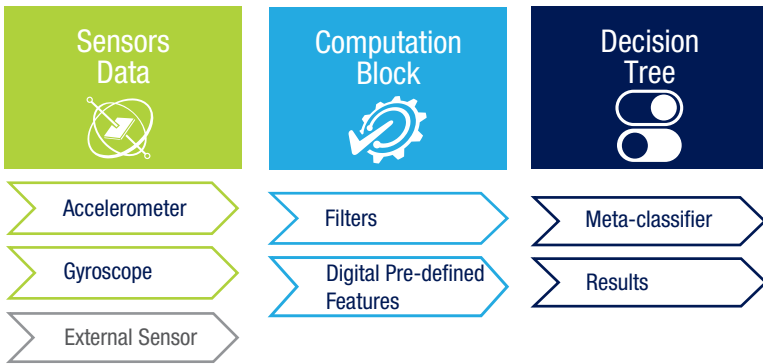 Sensors
Data
Accelerometer
Gyroscope
External Sensor
Computation
Block
Filters
Digital Pre-defined
Features
Decision
Tree
Meta-classifier
Results